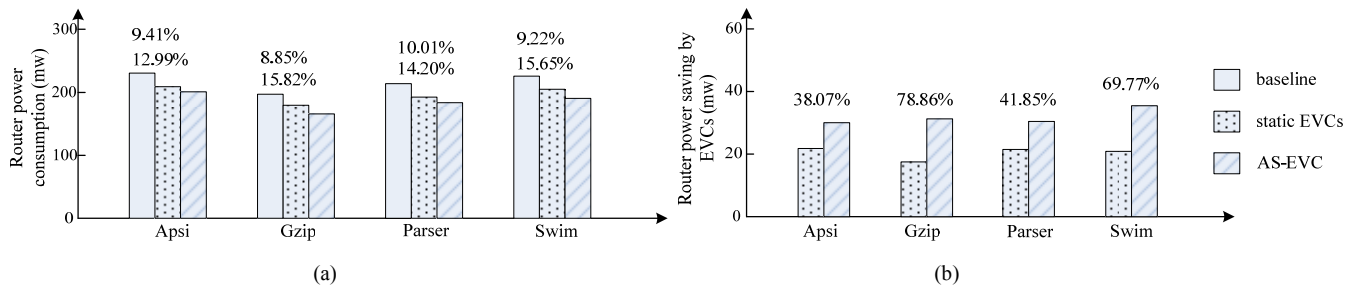 Router power
consumption (mw)
300
200
100
0
9.41%
12.99%
8.85%
15.82%
10.01%
14.20%
9.22%
15.65%
Apsi
Gzip
Parser
Swim
(a)
Router power saving by
EVCs (mw)
60
40
20
0
38.07%
78.86%
41.85%
69.77%
Apsi
Gzip
Parser
Swim
(b)
baseline
static EVCs
AS-EVC